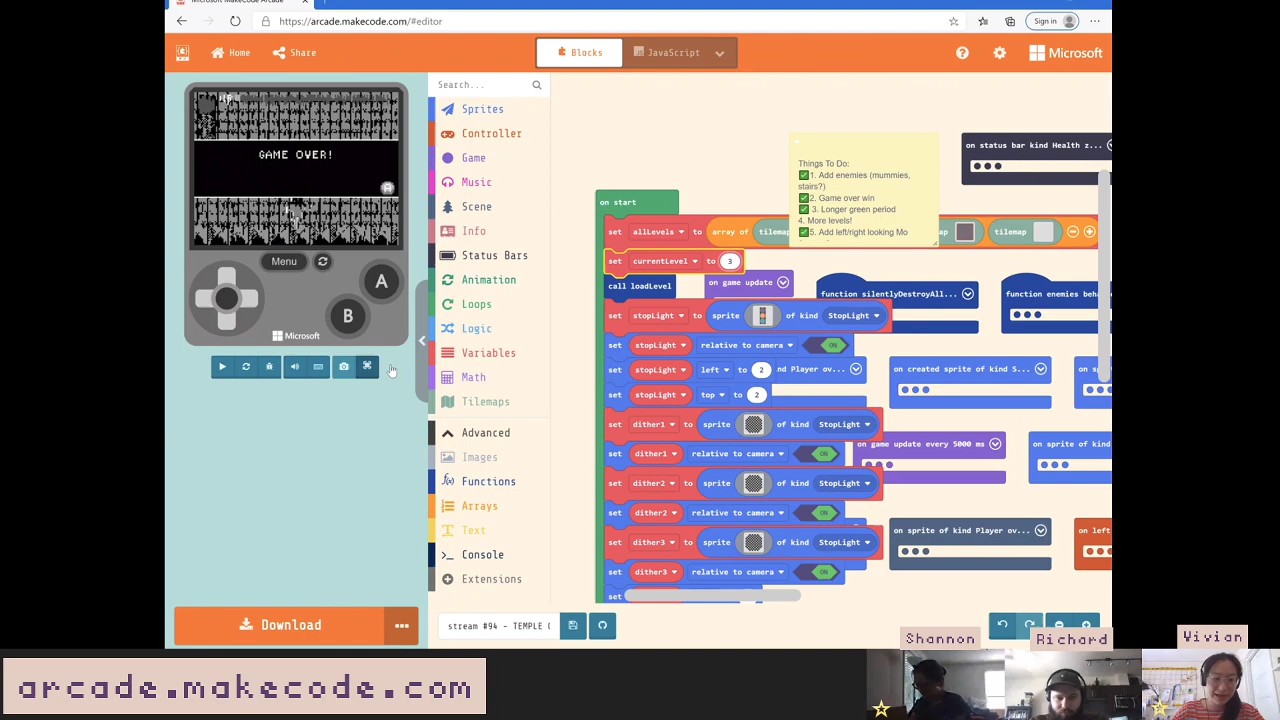 Microsoft MakeCode Arcade
https://arcade.makecode.com/#editor
Sign in
Home
Share
Blocks
JavaScript
Microsoft
GAME OVER!
A
Menu
A
B
Microsoft
Search...
Sprites
Controller
Game
Music
Scene
Info
Status Bars
Animation
Loops
Logic
Variables
Math
Tilemaps
Advanced
Images
Functions
Arrays
Text
Console
Extensions
Things To Do:
✅1. Add enemies (mummies,
stairs?)
✅2. Game over win
✅ 3. Longer green period
4. More levels!
✅5. Add left/right looking Mo
on status bar kind Health z...
on start
set allLevels to array of tilemap
tilemap
set currentLevel to 3
call loadLevel
on game update
function silentlyDestroyAll...
function enemies beha
set stopLight to sprite of kind StopLight
set stopLight relative to camera ON
set stopLight left to 2
nd Player ov...
on created sprite of kind S...
on sp
set stopLight top to 2
set dither1 to sprite of kind StopLight
on game update every 5000 ms
on sprite of kind
set dither1 relative to camera ON
set dither2 to sprite of kind StopLight
set dither2 relative to camera ON
on sprite of kind Player ov...
on left
set dither3 to sprite of kind StopLight
set dither3 relative to camera ON
set
Download
stream #94 - TEMPLE
Shannon
Richard
Vivian
arcade.makecode.com